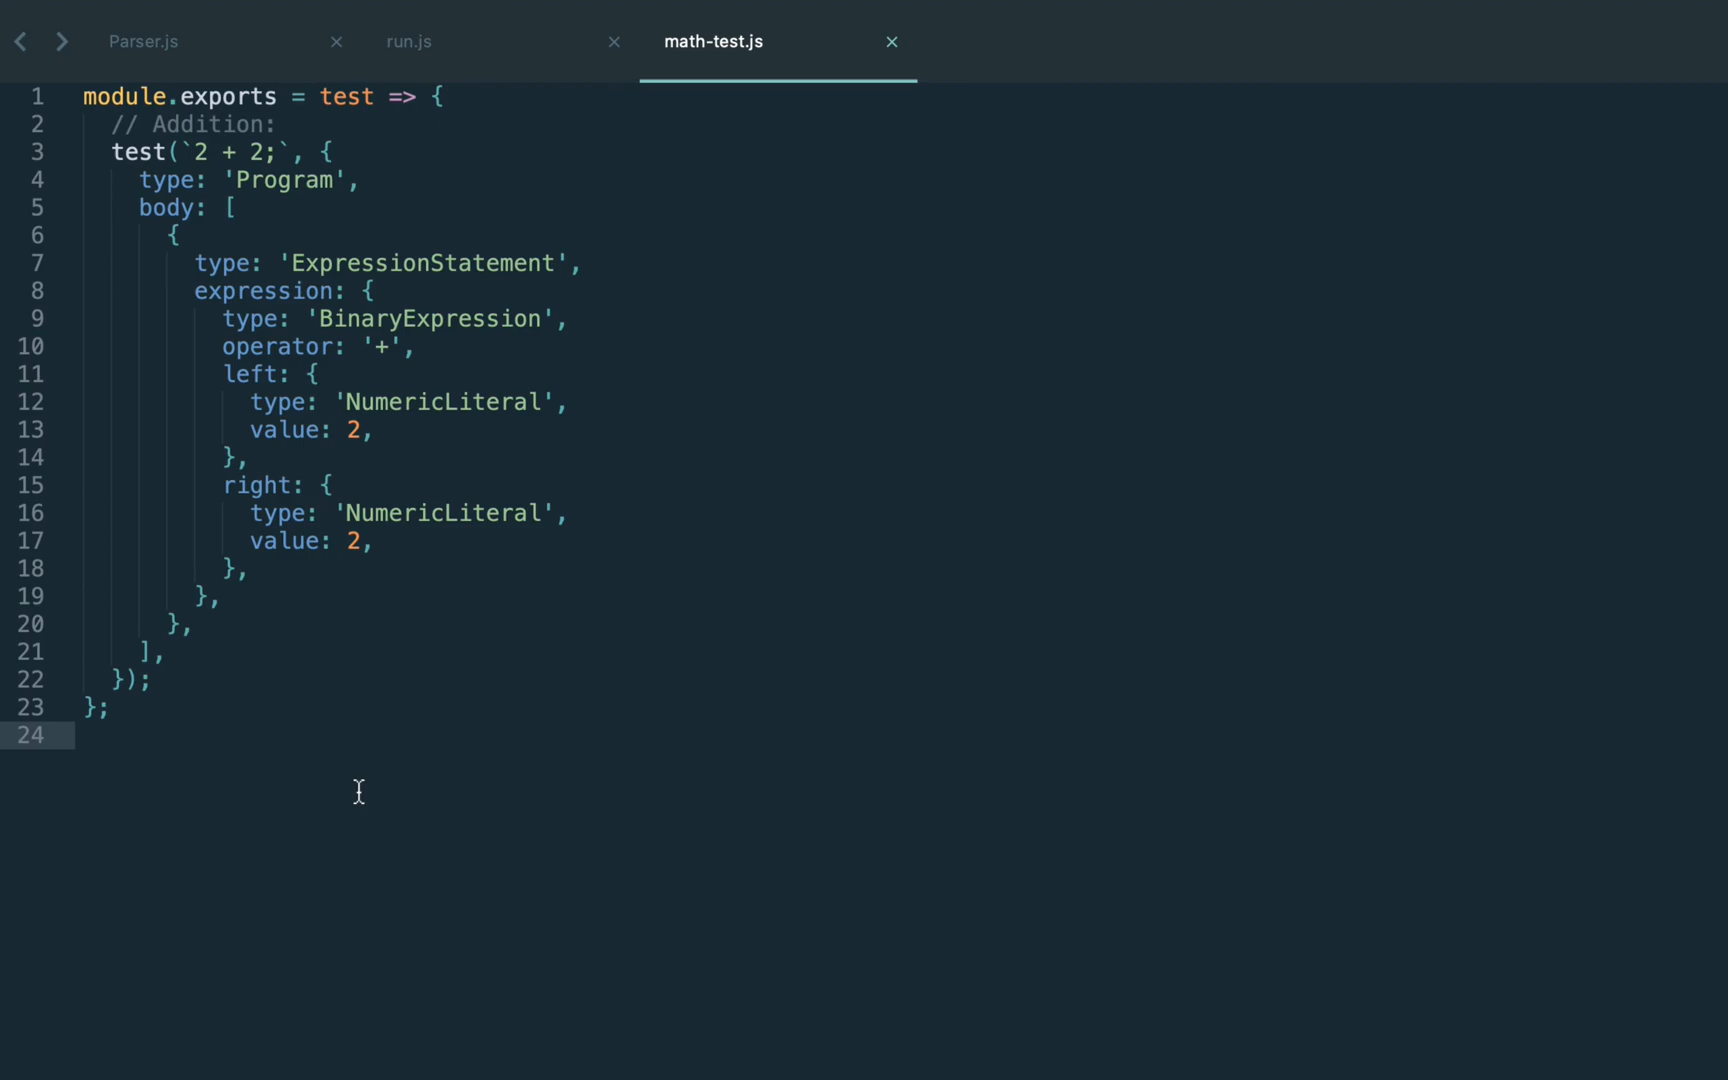 Parser.js × run.js × math-test.js ×
1 module.exports = test => {
2 // Addition:
3 test(`2 + 2;`, {
4 type: 'Program',
5 body: [
6 {
7 type: 'ExpressionStatement',
8 expression: {
9 type: 'BinaryExpression',
10 operator: '+',
11 left: {
12 type: 'NumericLiteral',
13 value: 2,
14 },
15 right: {
16 type: 'NumericLiteral',
17 value: 2,
18 },
19 },
20 },
21 ],
22 });
23 };
24